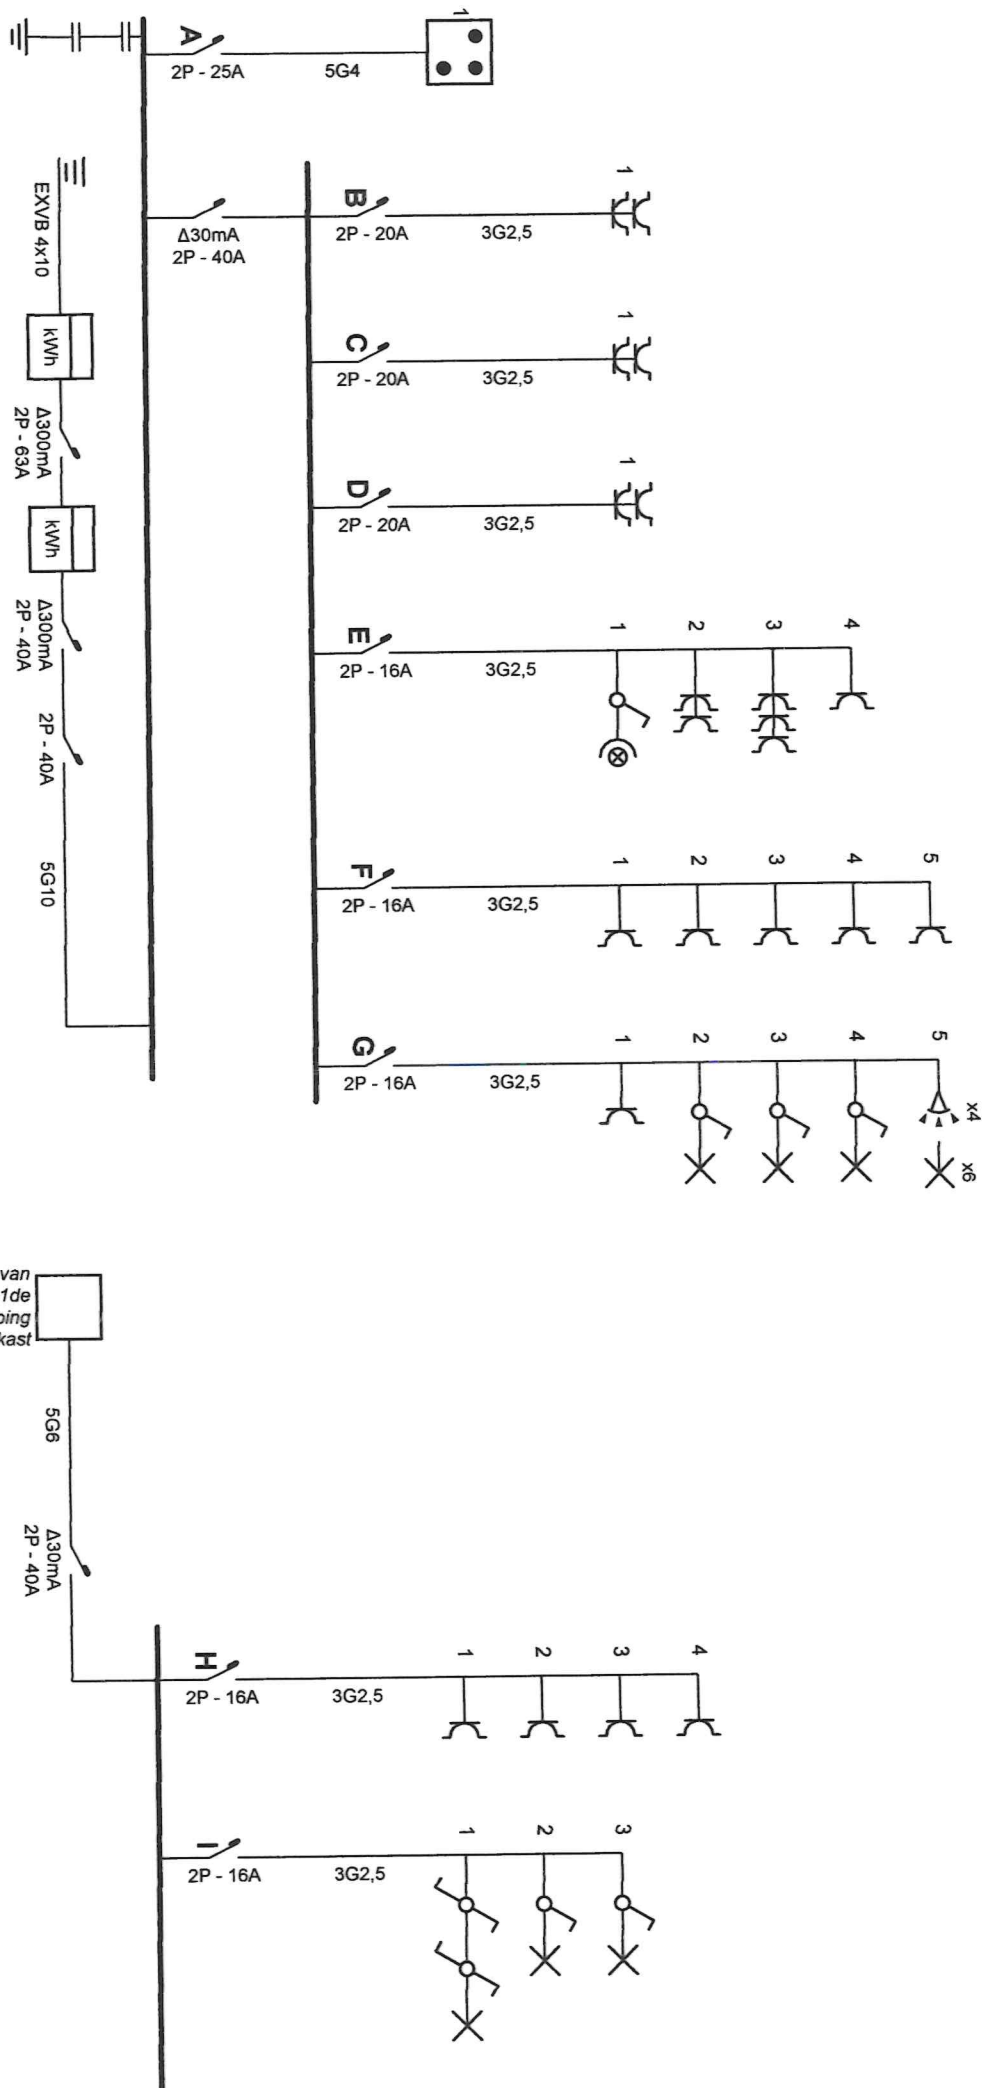 A
2P - 25A
5G4
1
Δ30mA
2P - 40A
B
2P - 20A
3G2,5
1
C
2P - 20A
3G2,5
1
D
2P - 20A
3G2,5
1
E
2P - 16A
3G2,5
1
2
3
4
F
2P - 16A
3G2,5
1
2
3
4
5
G
2P - 16A
3G2,5
1
2
3
4
5
x4
x6
EXVB 4x10
kWh
Δ300mA
2P - 63A
kWh
Δ300mA
2P - 40A
2P - 40A
5G10
van
1de
kast
5G6
Δ30mA
2P - 40A
H
2P - 16A
3G2,5
1
2
3
4
I
2P - 16A
3G2,5
1
2
3